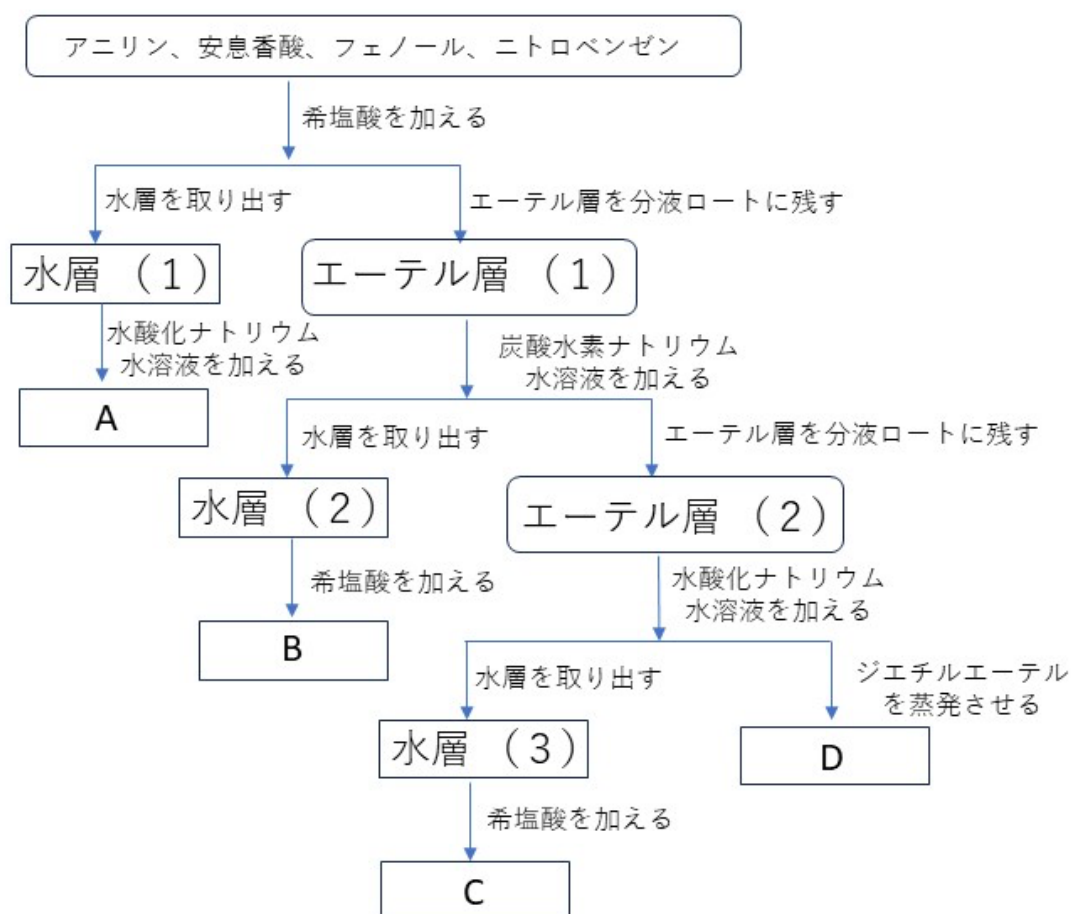 アニリン、安息香酸、フェノール、ニトロベンゼン
希塩酸を加える
水層を取り出す
エーテル層を分液ロートに残す
水層（1）
エーテル層（1）
水酸化ナトリウム
水溶液を加える
炭酸水素ナトリウム
水溶液を加える
A
水層を取り出す
エーテル層を分液ロートに残す
水層（2）
エーテル層（2）
希塩酸を加える
水酸化ナトリウム
水溶液を加える
B
水層を取り出す
ジエチルエーテル
を蒸発させる
水層（3）
D
希塩酸を加える
C